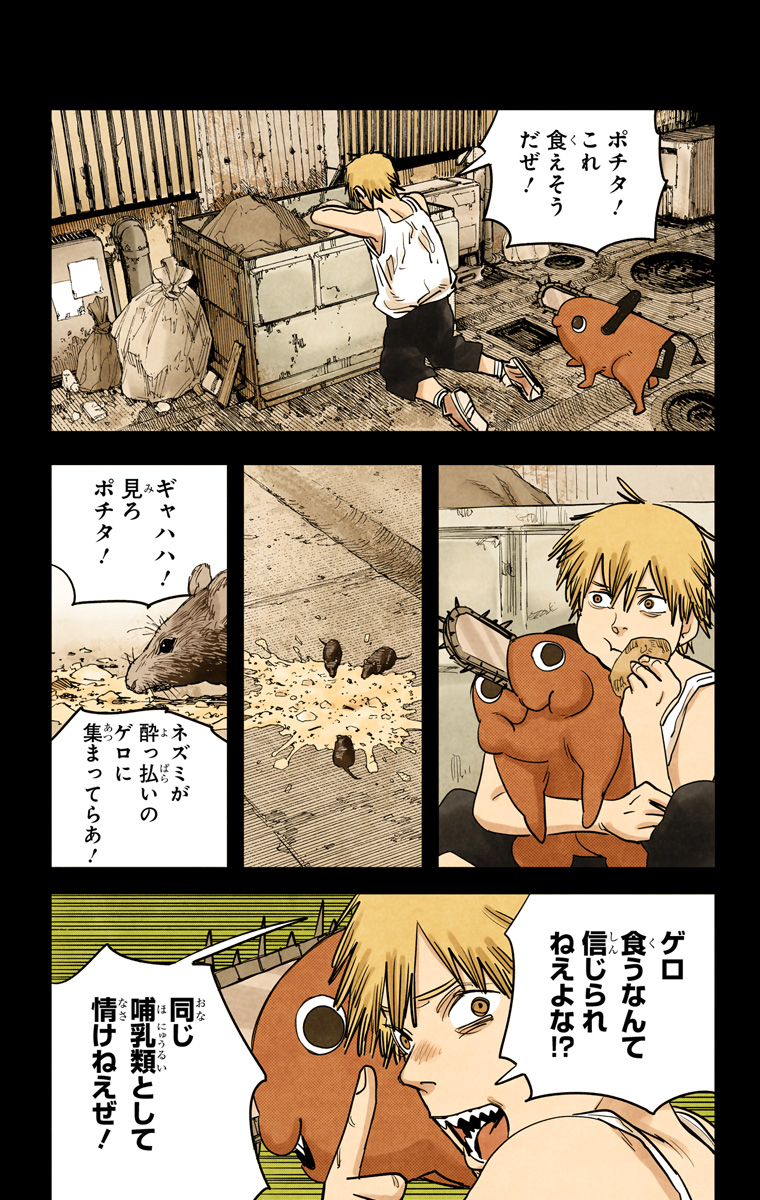 ポチタ！
これ
食えそう
だぜ！
ギャハハ！
見ろ
ポチタ！
ネズミが
酔っ払いの
ゲロに
集まってらあ！
ゲロ
食うなんて
信じられ
ねえよな!?
同じ
哺乳類として
情けねえぜ！